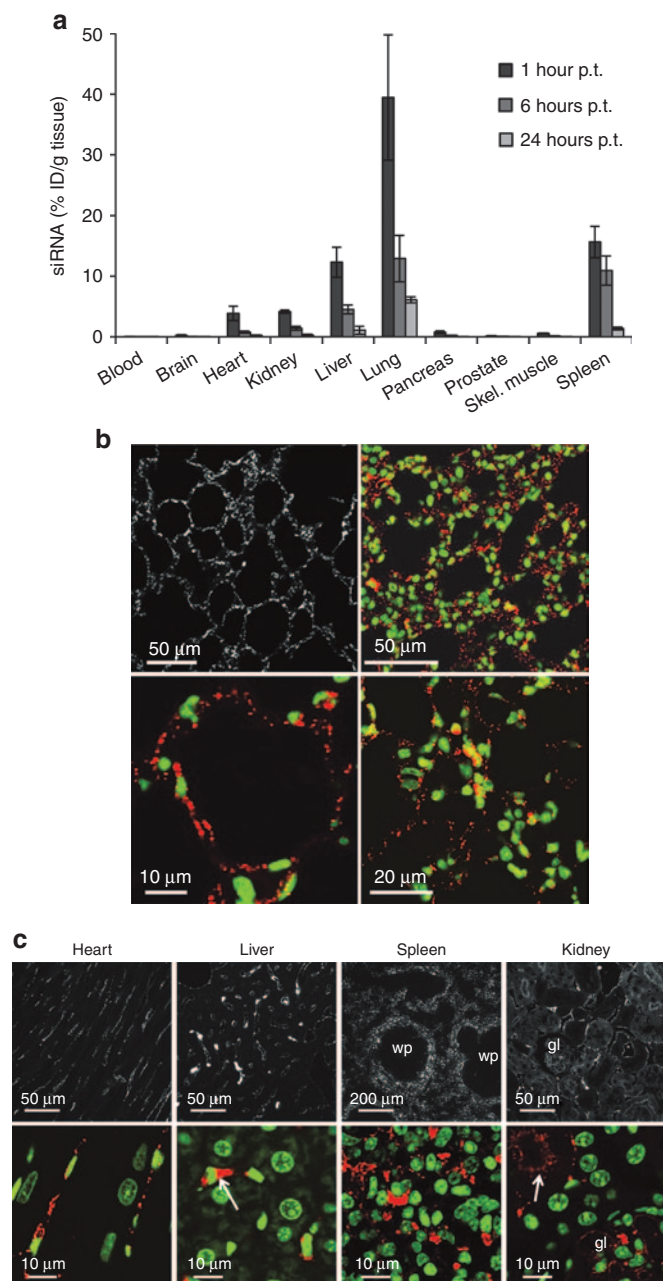 a
50
40
30
20
10
0
siRNA (% ID/g tissue)
1 hour p.t.
6 hours p.t.
24 hours p.t.
Blood
Brain
Heart
Kidney
Liver
Lung
Pancreas
Prostate
Skel. muscle
Spleen
b
50 µm
50 µm
10 µm
20 µm
c
Heart Liver Spleen Kidney
wp wp gl
50 µm 50 µm 200 µm 50 µm
gl
10 µm 10 µm 10 µm 10 µm